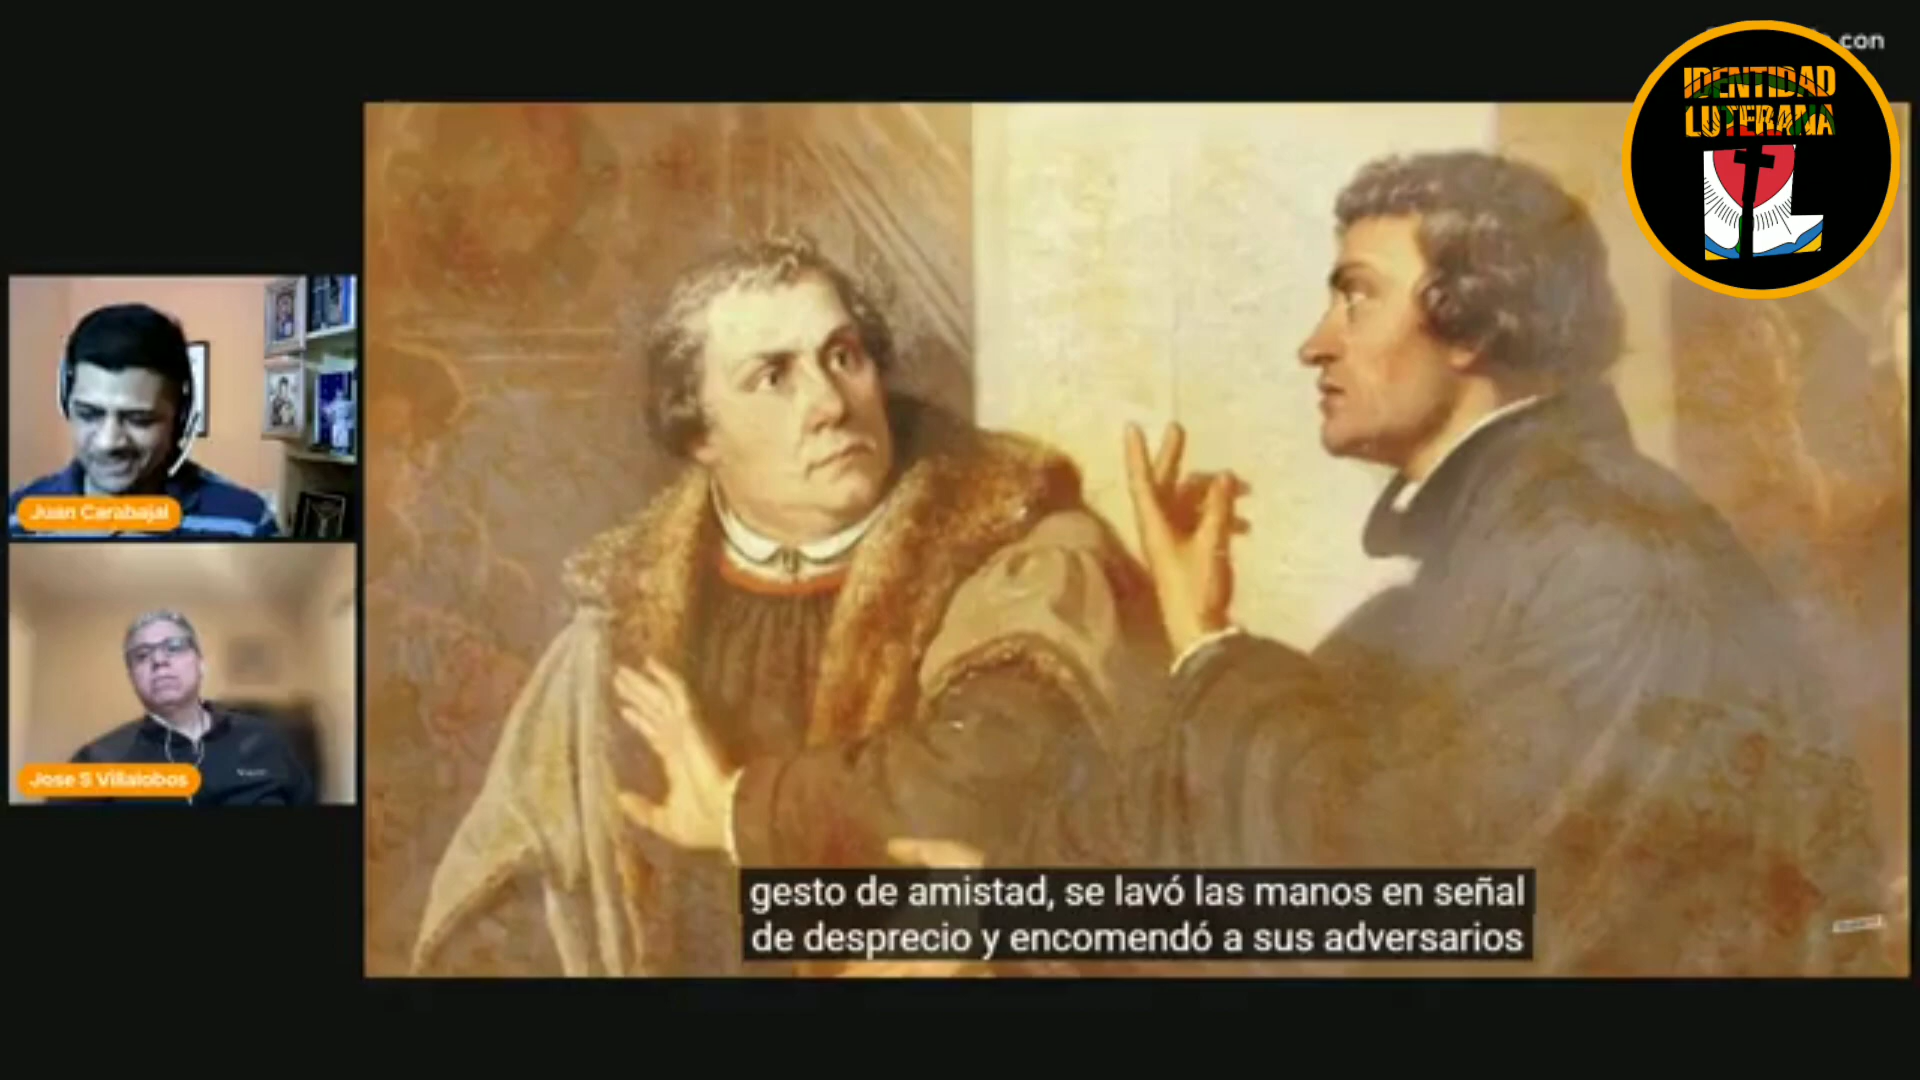 con
IDENTIDAD
LUTERANA
Juan Carabajal
Jose S Villalobos
gesto de amistad, se lavó las manos en señal
de desprecio y encomendó a sus adversarios